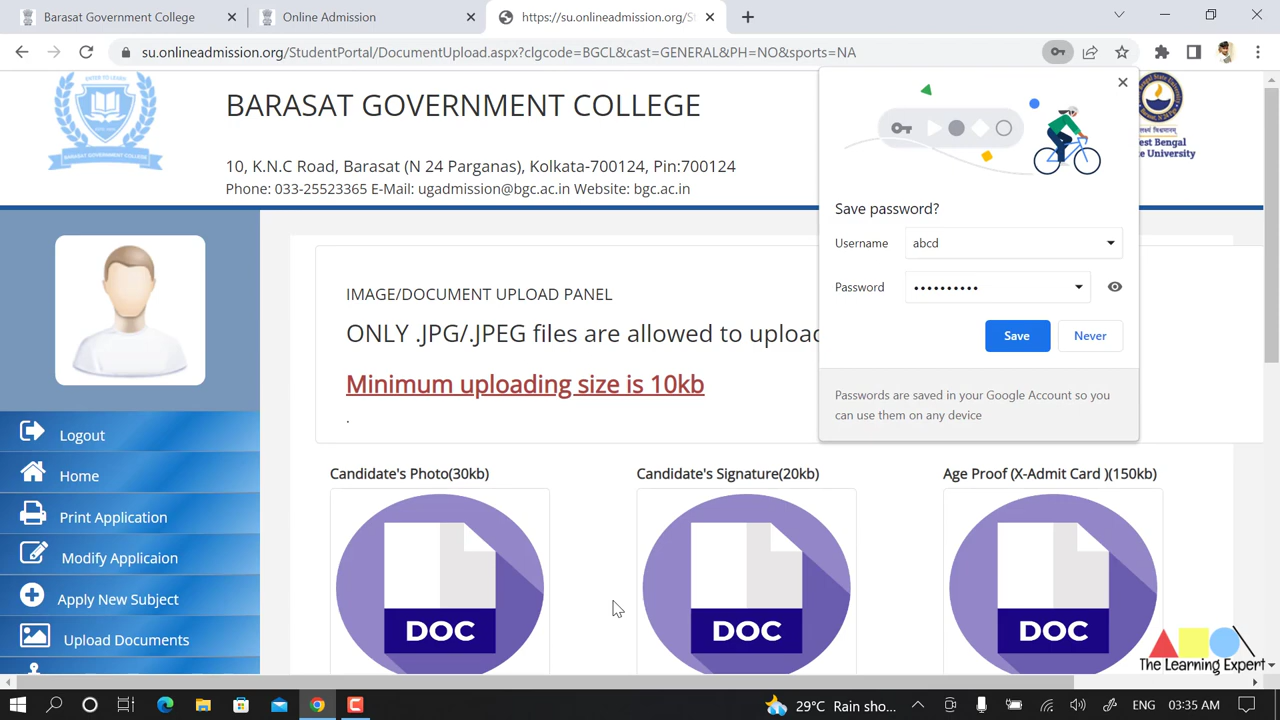 Barasat Government College
Online Admission
https://su.onlineadmission.org/S
su.onlineadmission.org/StudentPortal/DocumentUpload.aspx?clgcode=BGCL&cast=GENERAL&PH=NO&sports=NA
BARASAT GOVERNMENT COLLEGE
10, K.N.C Road, Barasat (N 24 Parganas), Kolkata-700124, Pin:700124
Phone: 033-25523365 E-Mail: ugadmission@bgc.ac.in Website: bgc.ac.in
BARASAT GOVERNMENT COLLEGE
est Bengal
te University
Save password?
Username
abcd
Password
••••••••••
Save
Never
Passwords are saved in your Google Account so you
can use them on any device
IMAGE/DOCUMENT UPLOAD PANEL
ONLY .JPG/.JPEG files are allowed to upload
Minimum uploading size is 10kb
.
Logout
Home
Print Application
Modify Applicaion
Apply New Subject
Upload Documents
Candidate's Photo(30kb)
Candidate's Signature(20kb)
Age Proof (X-Admit Card )(150kb)
DOC
DOC
DOC
The Learning Expert
29°C Rain sho...
ENG
03:35 AM